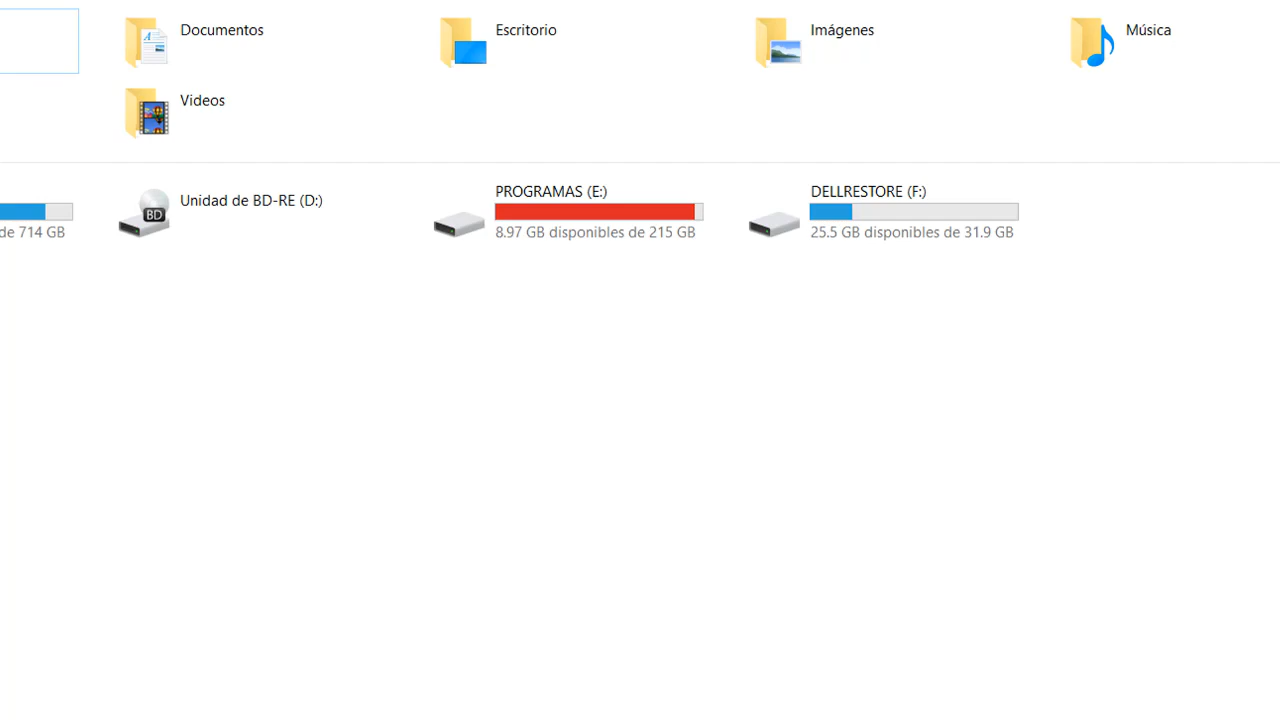 Documentos
Escritorio
Imágenes
Música
Videos
de 714 GB
Unidad de BD-RE (D:)
BD
PROGRAMAS (E:)
8.97 GB disponibles de 215 GB
DELLRESTORE (F:)
25.5 GB disponibles de 31.9 GB